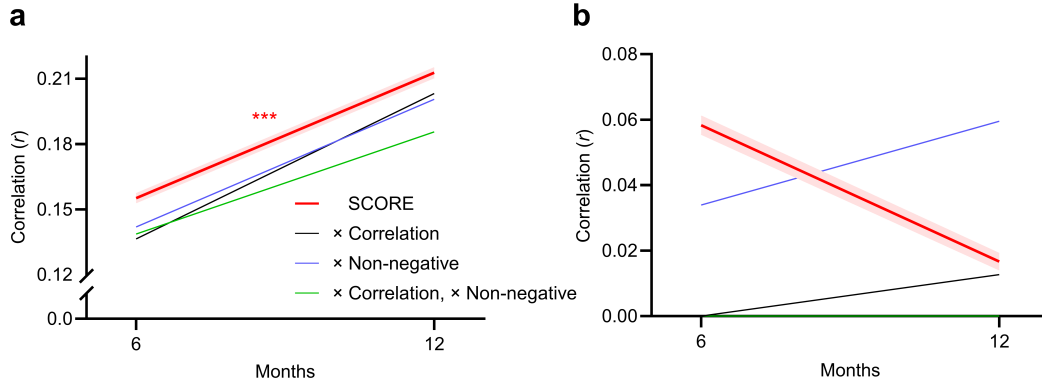 a
0.21
0.18
0.15
0.12
0.0
Correlation (r)
***
SCORE
× Correlation
× Non-negative
× Correlation, × Non-negative
6
12
Months
b
0.08
0.06
0.04
0.02
0.00
Correlation (r)
6
12
Months